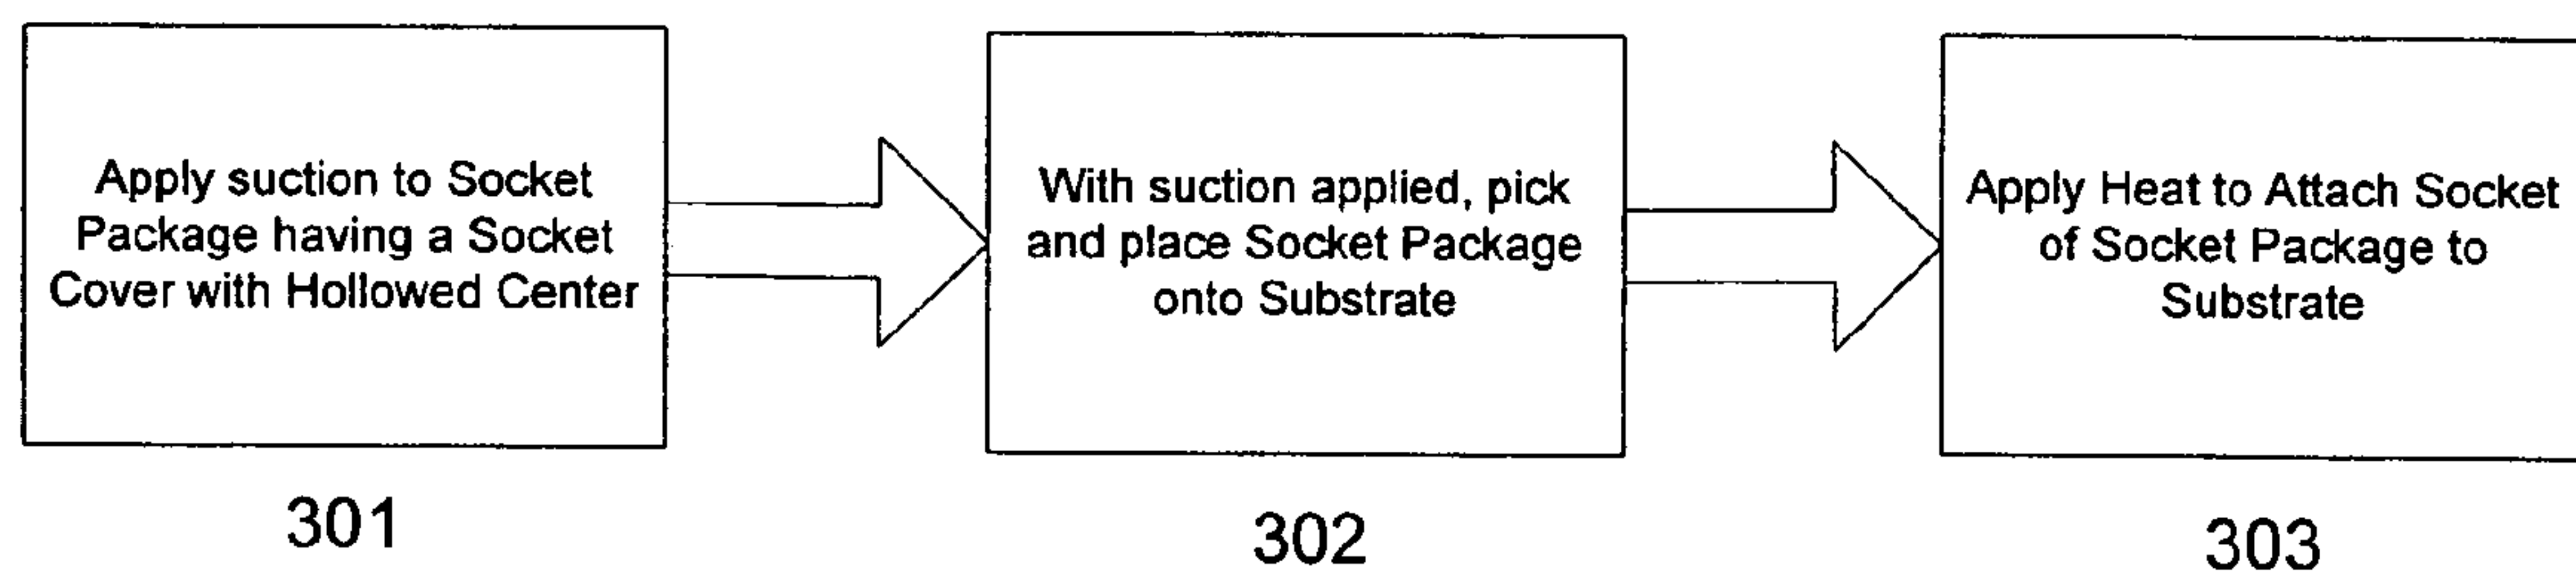 Apply suction to Socket
Package having a Socket
Cover with Hollowed Center
301
With suction applied, pick
and place Socket Package
onto Substrate
302
Apply Heat to Attach Socket
of Socket Package to
Substrate
303